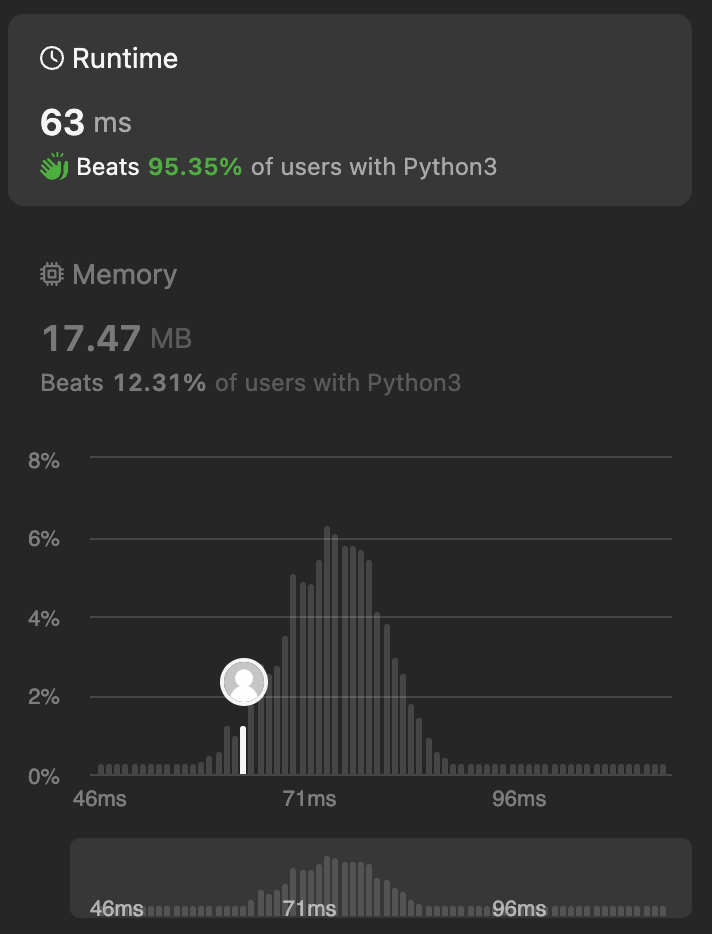 Runtime
63 ms
Beats 95.35% of users with Python3
Memory
17.47 MB
Beats 12.31% of users with Python3
8%
6%
4%
2%
0%
46ms 71ms 96ms
46ms 71ms 96ms